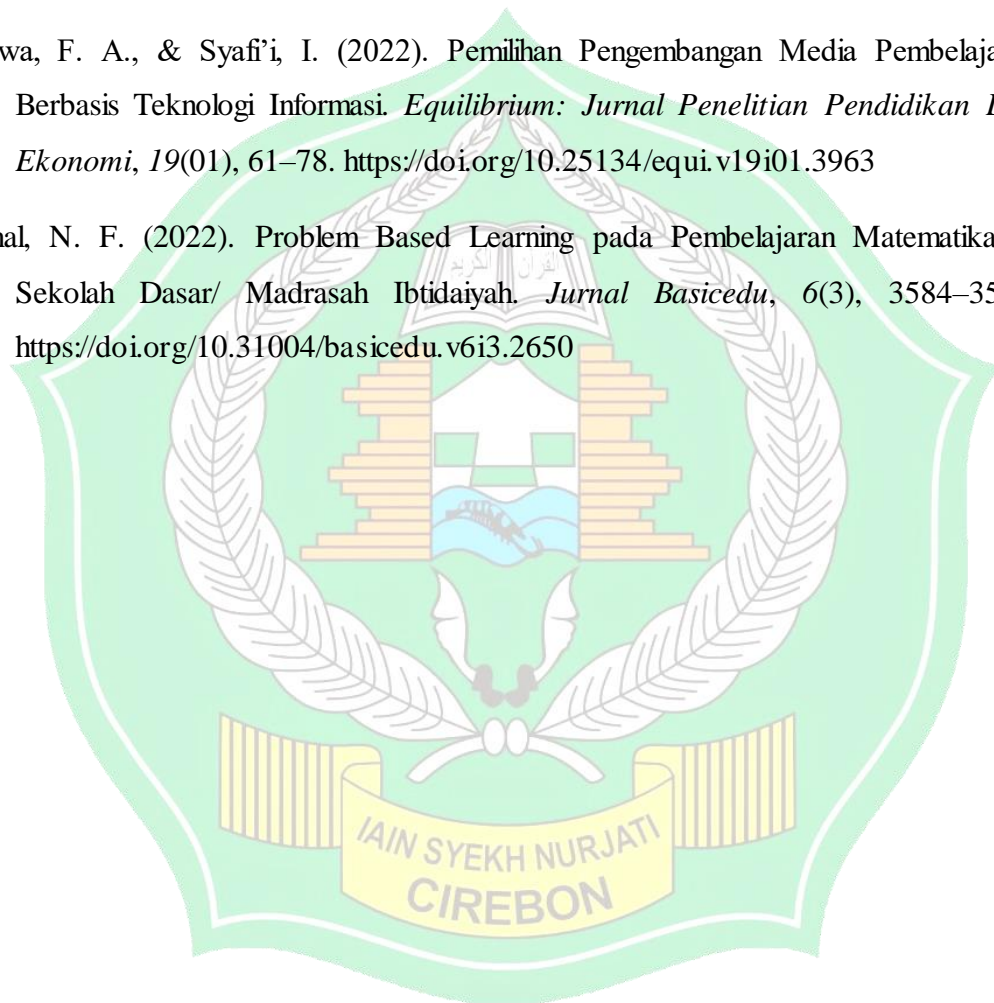 wa, F. A., & Syafi’i, I. (2022). Pemilihan Pengembangan Media Pembelaja
Berbasis Teknologi Informasi. Equilibrium: Jurnal Penelitian Pendidikan
Ekonomi, 19(01), 61–78. https://doi.org/10.25134/equi.v19i01.3963
nal, N. F. (2022). Problem Based Learning pada Pembelajaran Matematika
Sekolah Dasar/ Madrasah Ibtidaiyah. Jurnal Basicedu, 6(3), 3584–35
https://doi.org/10.31004/basicedu.v6i3.2650
IAIN SYEKH NURJATI
CIREBON